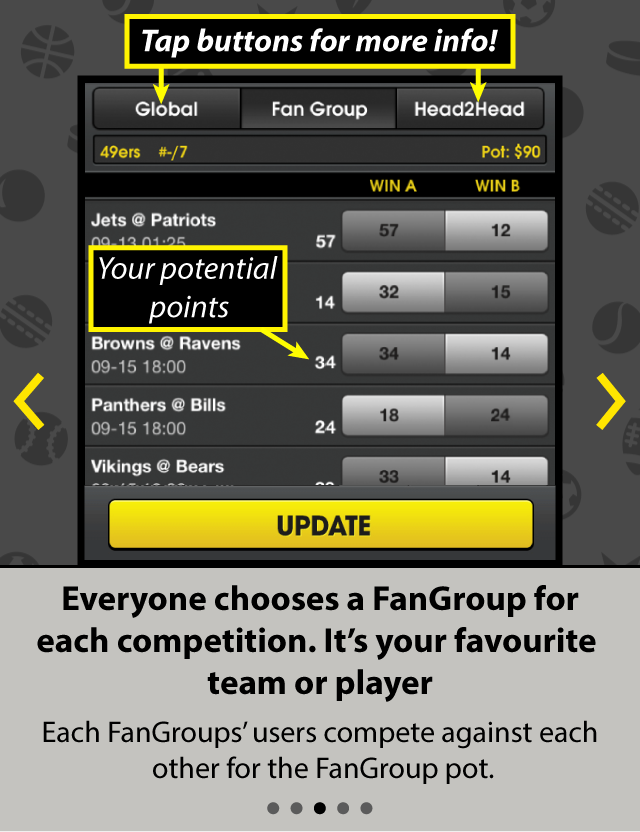 Tap buttons for more info!
Global Fan Group Head2Head
49ers #-/7 Pot: $90
WIN A WIN B
Jets @ Patriots
09-13 01:25 57 57 12
Your potential
points
14 32 15
Browns @ Ravens
09-15 18:00 34 34 14
Panthers @ Bills
09-15 18:00 24 18 24
Vikings @ Bears
33 14
UPDATE
Everyone chooses a FanGroup for
each competition. It’s your favourite
team or player
Each FanGroups’ users compete against each
other for the FanGroup pot.